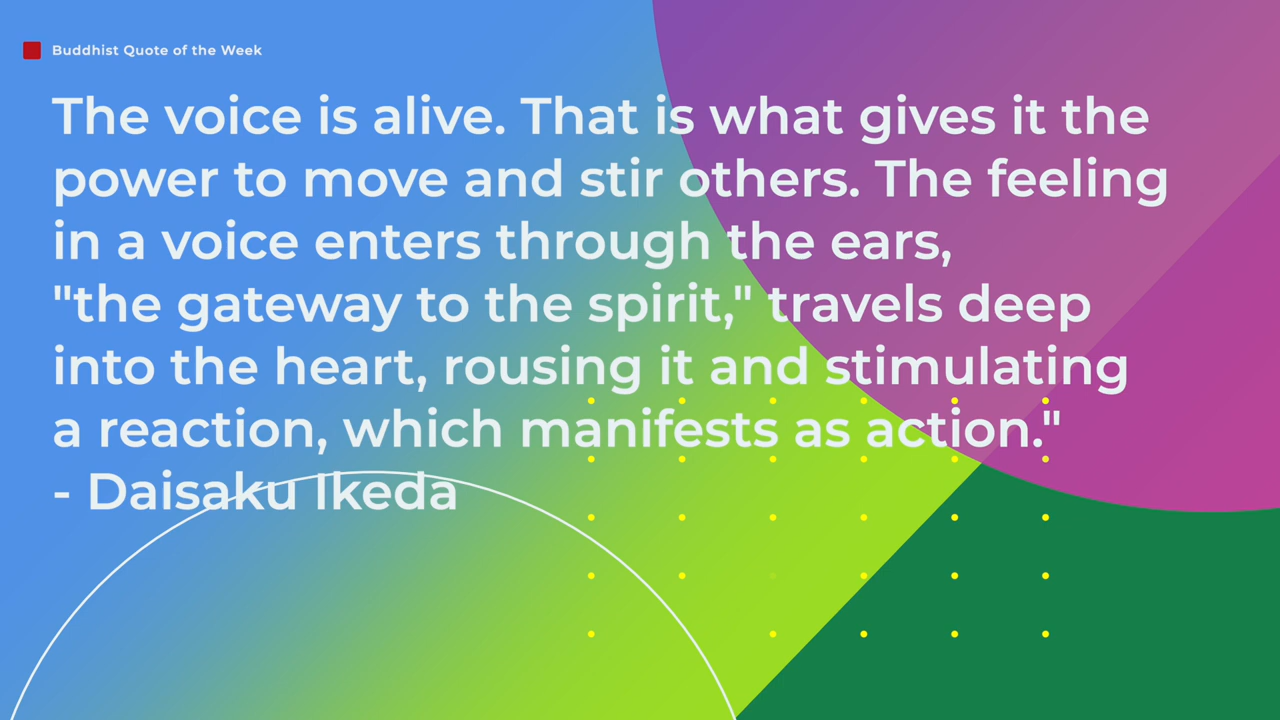 Buddhist Quote of the Week
The voice is alive. That is what gives it the
power to move and stir others. The feeling
in a voice enters through the ears,
"the gateway to the spirit," travels deep
into the heart, rousing it and stimulating
a reaction, which manifests as action."
- Daisaku Ikeda